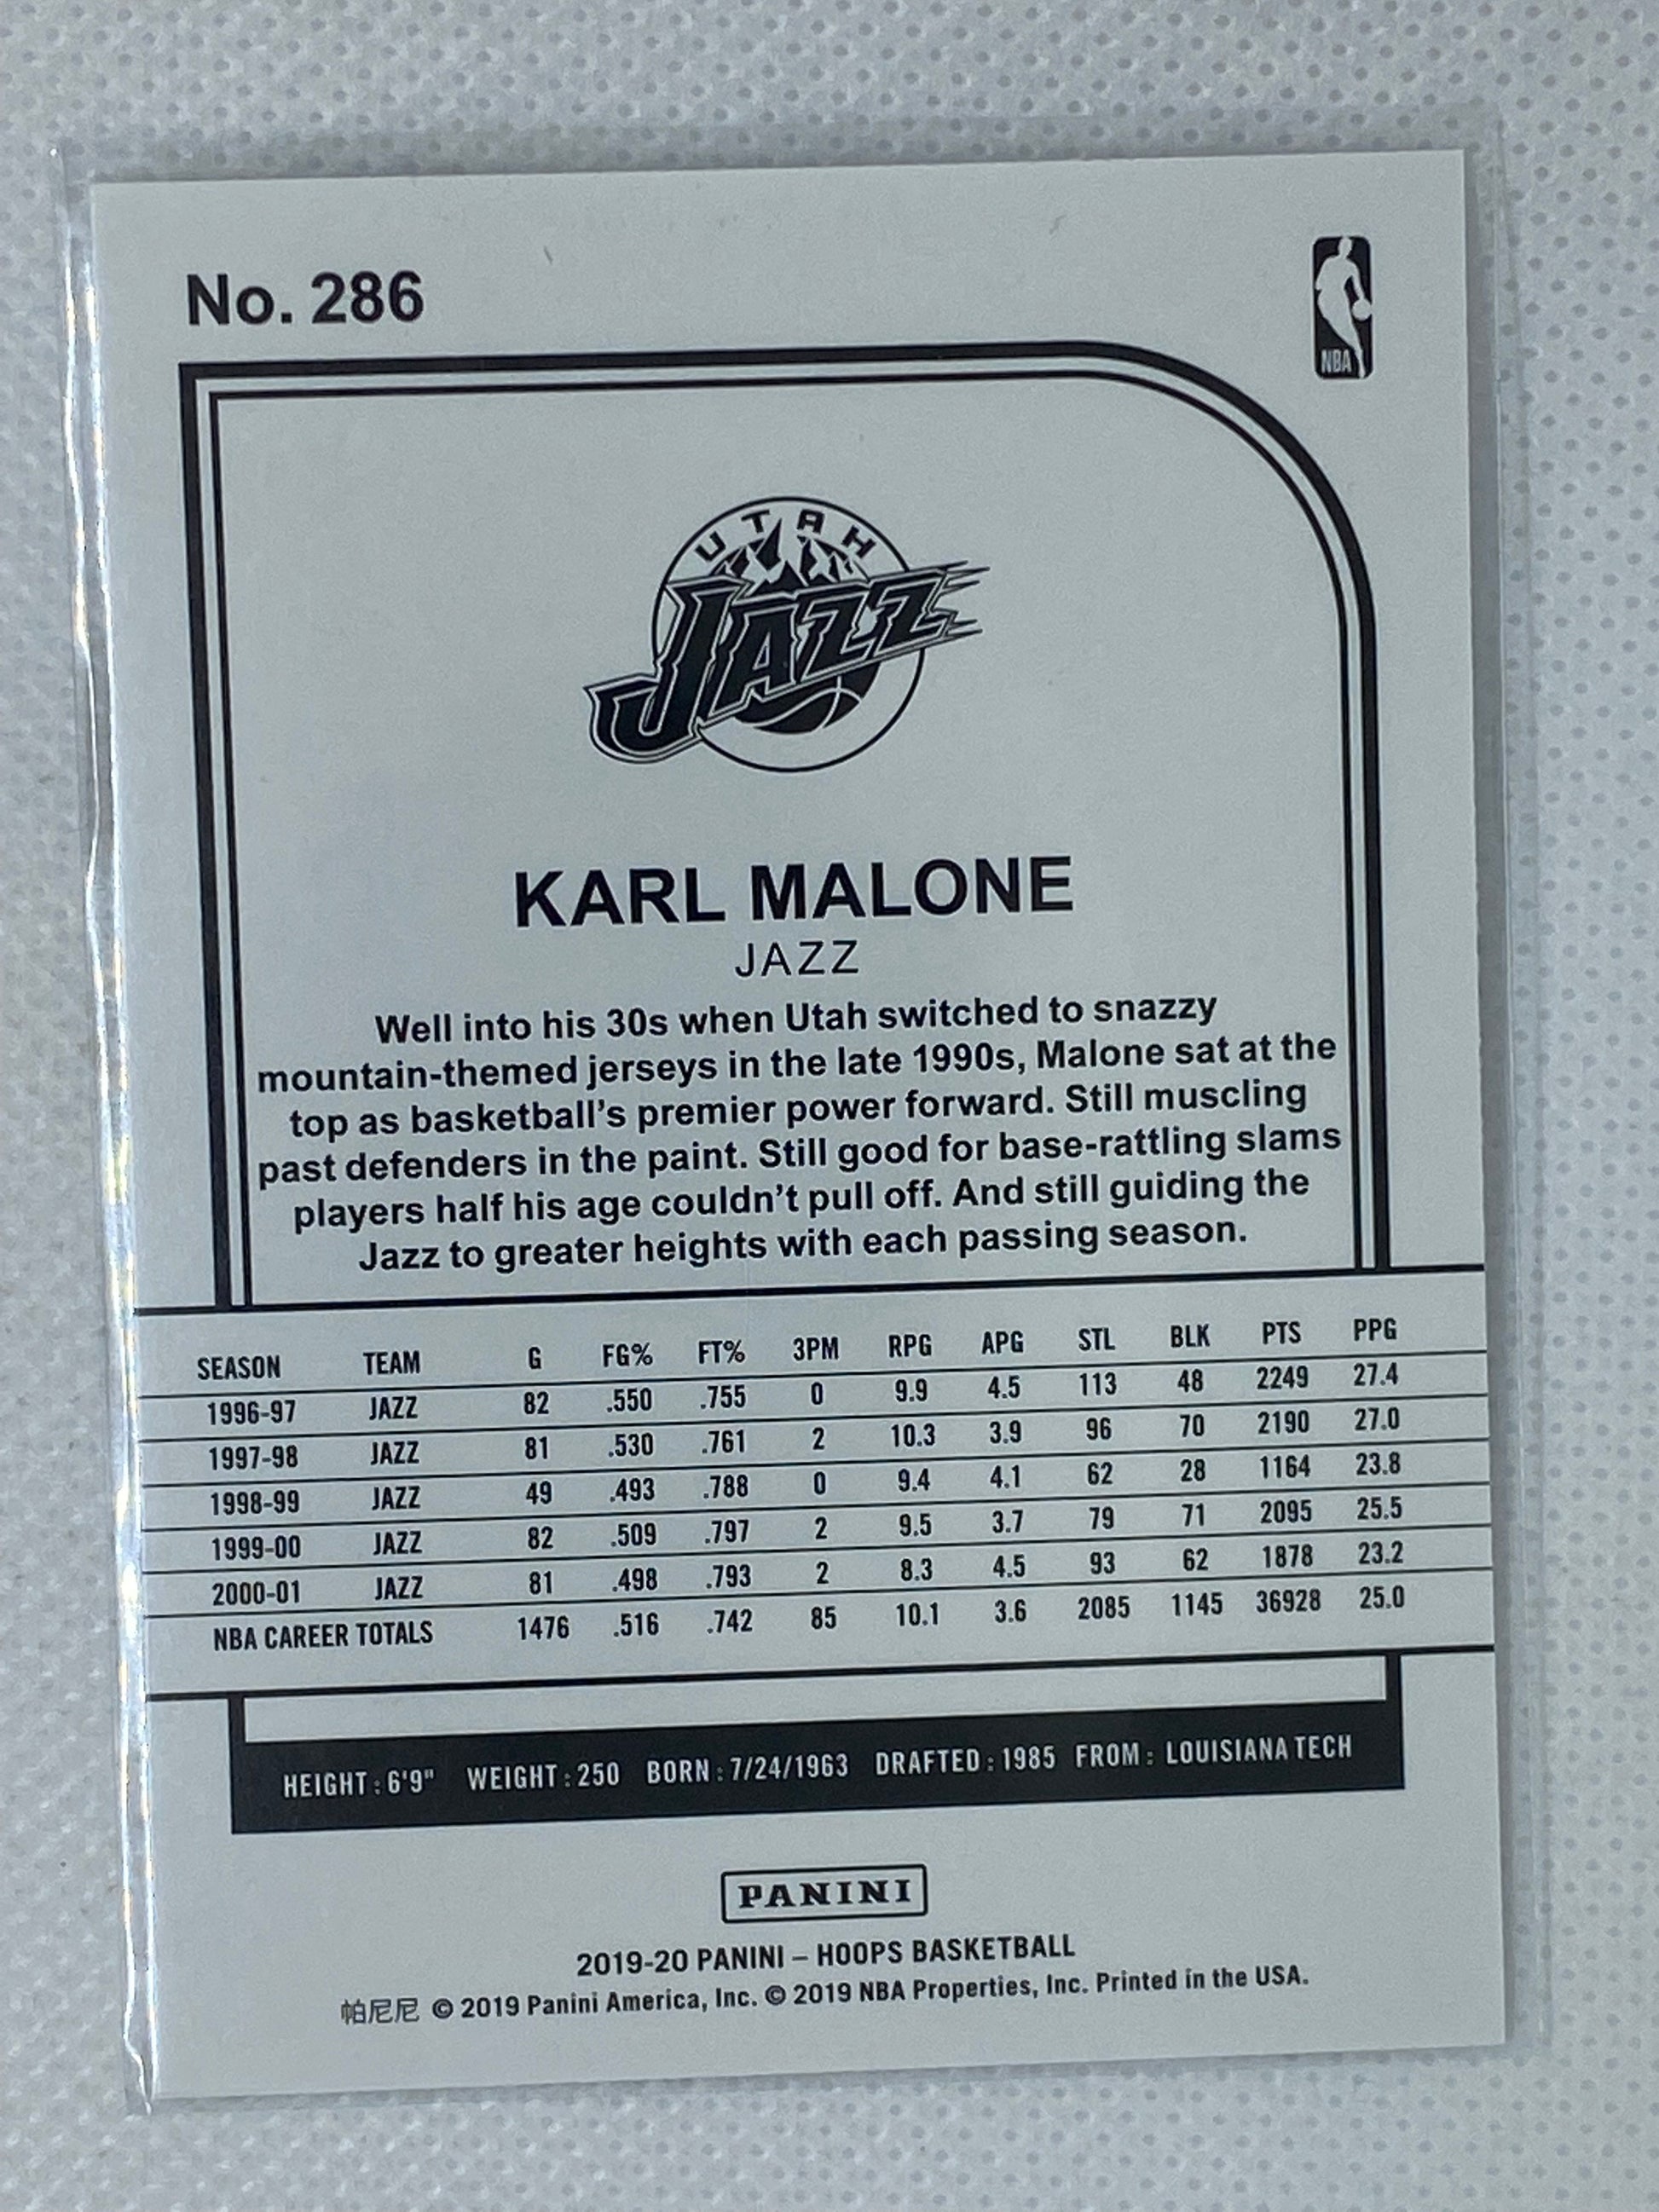 No. 286
NBA
UTAH
JAZZ
KARL MALONE
JAZZ
Well into his 30s when Utah switched to snazzy
mountain-themed jerseys in the late 1990s, Malone sat at the
top as basketball's premier power forward. Still muscling
past defenders in the paint. Still good for base-rattling slams
players half his age couldn't pull off. And still guiding the
Jazz to greater heights with each passing season.
SEASON TEAM G FG% FT% 3PM RPG APG STL BLK PTS PPG
1996-97 JAZZ 82 .550 .755 0 9.9 4.5 113 48 2249 27.4
1997-98 JAZZ 81 .530 .761 2 10.3 3.9 96 70 2190 27.0
1998-99 JAZZ 49 .493 .788 0 9.4 4.1 62 28 1164 23.8
1999-00 JAZZ 82 .509 .797 2 9.5 3.7 79 71 2095 25.5
2000-01 JAZZ 81 .498 .793 2 8.3 4.5 93 62 1878 23.2
NBA CAREER TOTALS 1476 .516 .742 85 10.1 3.6 2085 1145 36928 25.0
HEIGHT: 6'9" WEIGHT: 250 BORN: 7/24/1963 DRAFTED: 1985 FROM: LOUISIANA TECH
PANINI
2019-20 PANINI – HOOPS BASKETBALL
帕尼尼 © 2019 Panini America, Inc. © 2019 NBA Properties, Inc. Printed in the USA.